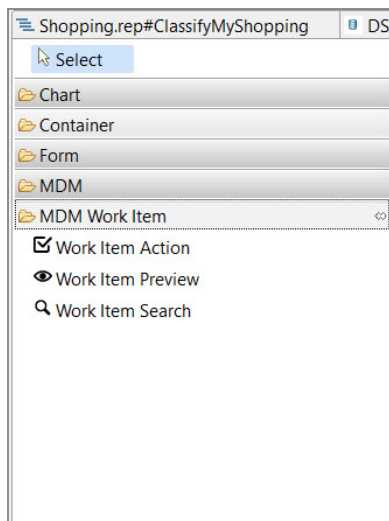 Shopping.rep#ClassifyMyShopping DS
Select
Chart
Container
Form
MDM
MDM Work Item
Work Item Action
Work Item Preview
Work Item Search